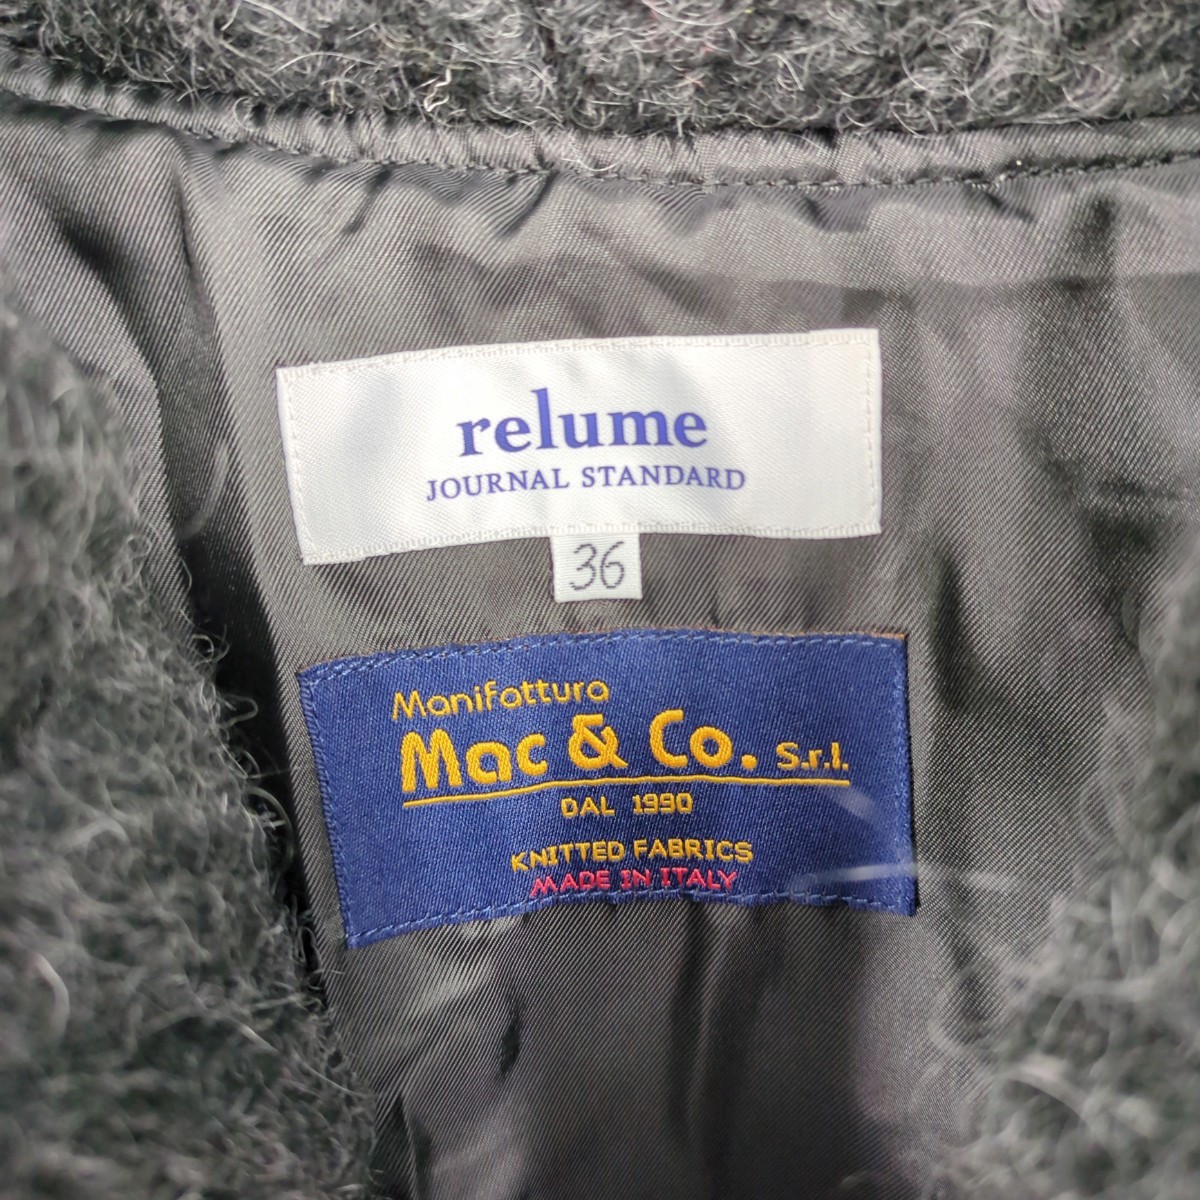 relume
JOURNAL STANDARD
36
Manifattura
Mac & Co. S.r.l.
DAL 1990
KNITTED FABRICS
MADE IN ITALY